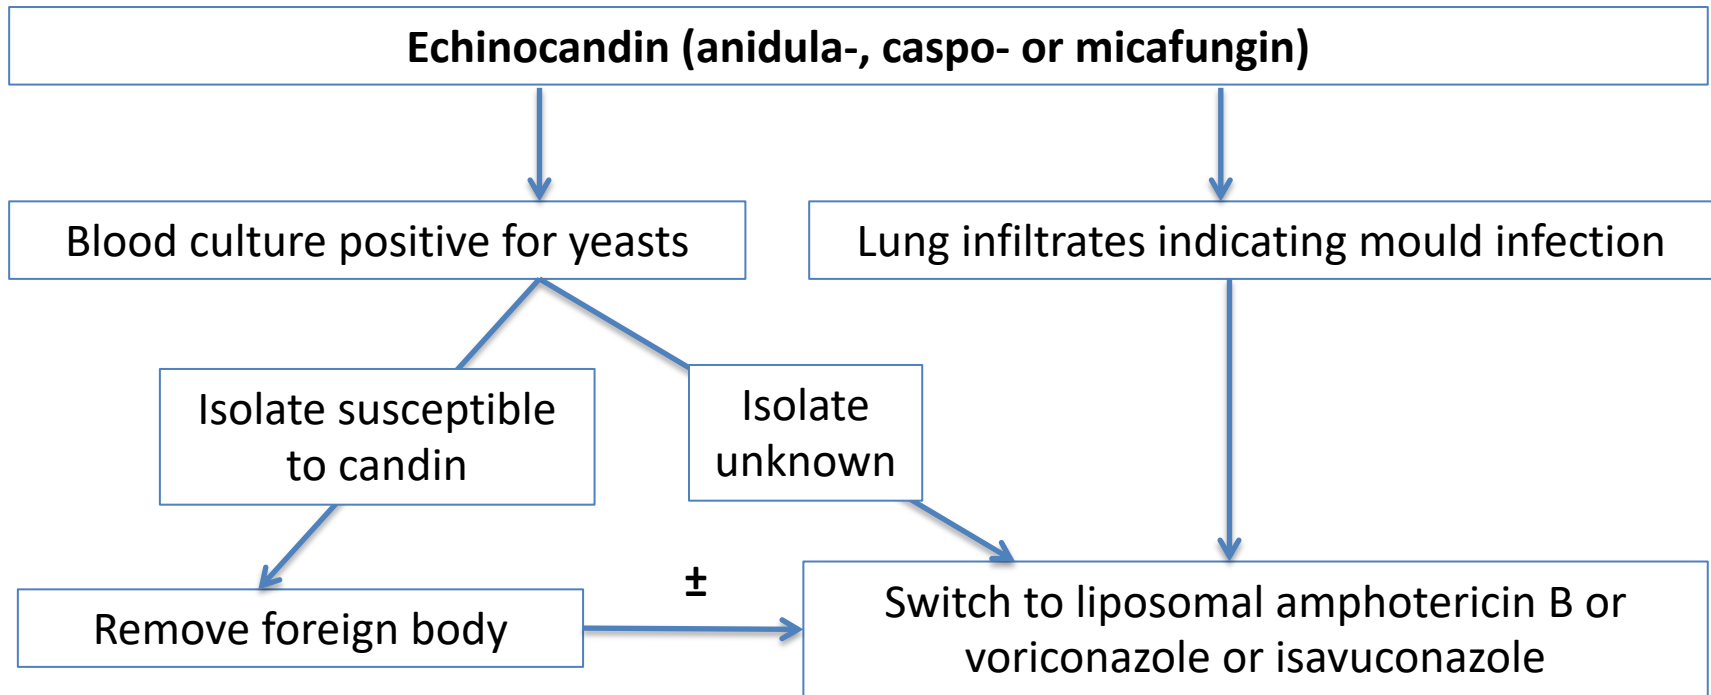 Echinocandin (anidula-, caspo- or micafungin)
Blood culture positive for yeasts
Lung infiltrates indicating mould infection
Isolate susceptible
to candin
Isolate
unknown
Remove foreign body
±
Switch to liposomal amphotericin B or
voriconazole or isavuconazole